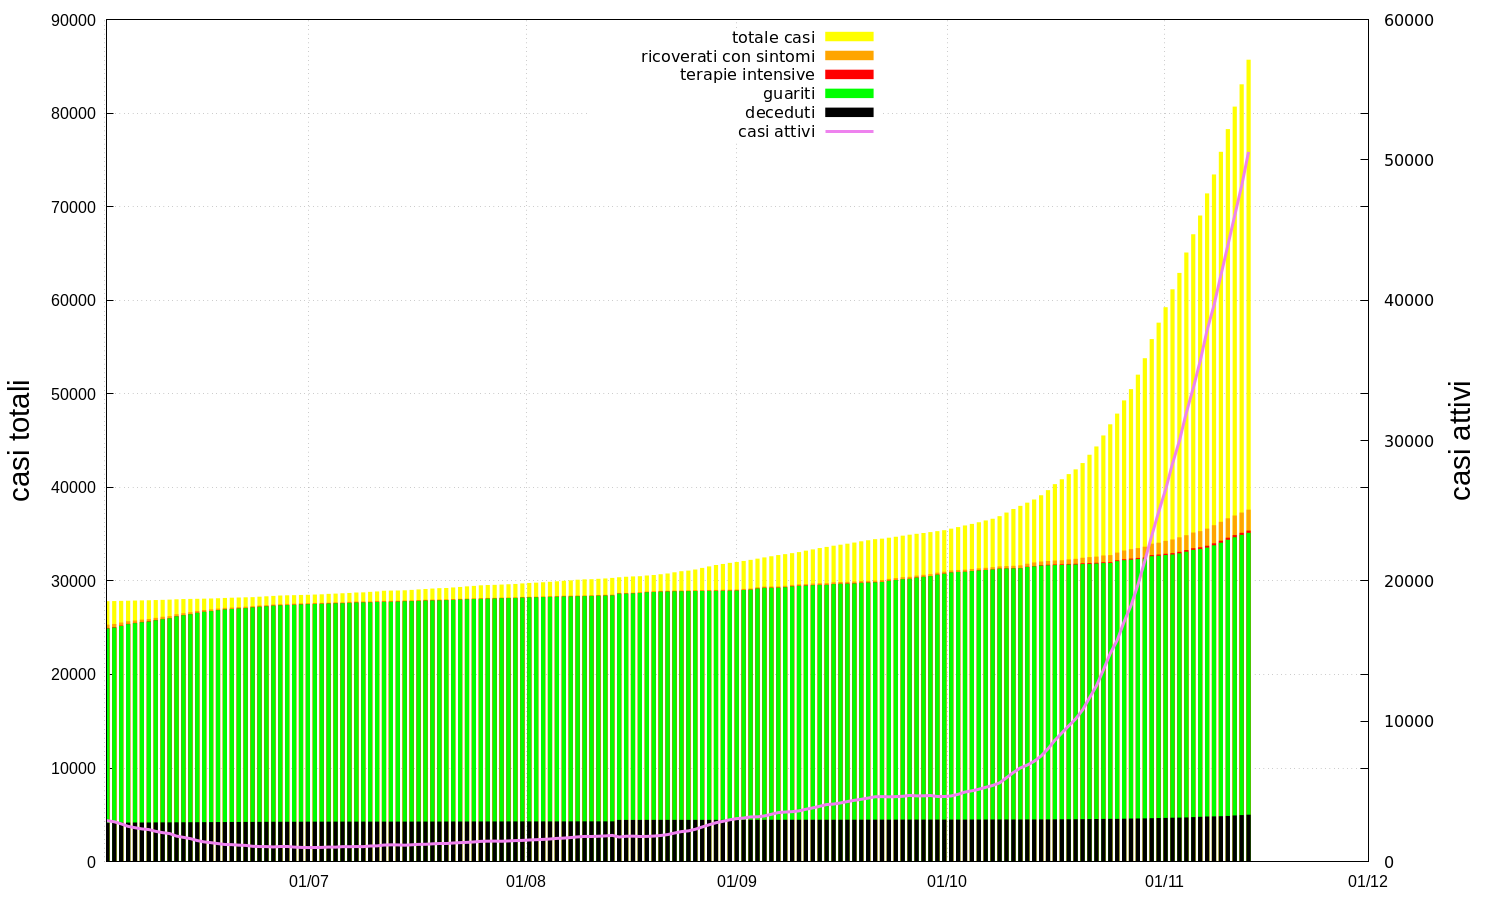 90000
80000
70000
60000
50000
40000
30000
20000
10000
0
casi totali
totale casi
ricoverati con sintomi
terapie intensive
guariti
deceduti
casi attivi
60000
50000
40000
30000
20000
10000
0
casi attivi
01/07
01/08
01/09
01/10
01/11
01/12